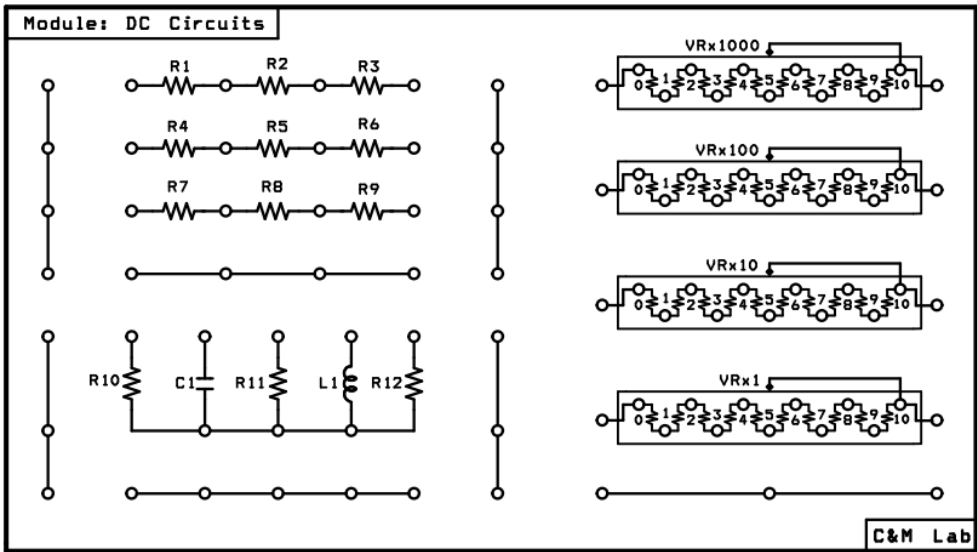 Module: DC Circuits
R1 R2 R3
R4 R5 R6
R7 R8 R9
R10 C1 R11 L1 R12
VRx1000
0 1 2 3 4 5 6 7 8 9 10
VRx100
0 1 2 3 4 5 6 7 8 9 10
VRx10
0 1 2 3 4 5 6 7 8 9 10
VRx1
0 1 2 3 4 5 6 7 8 9 10
C&M Lab